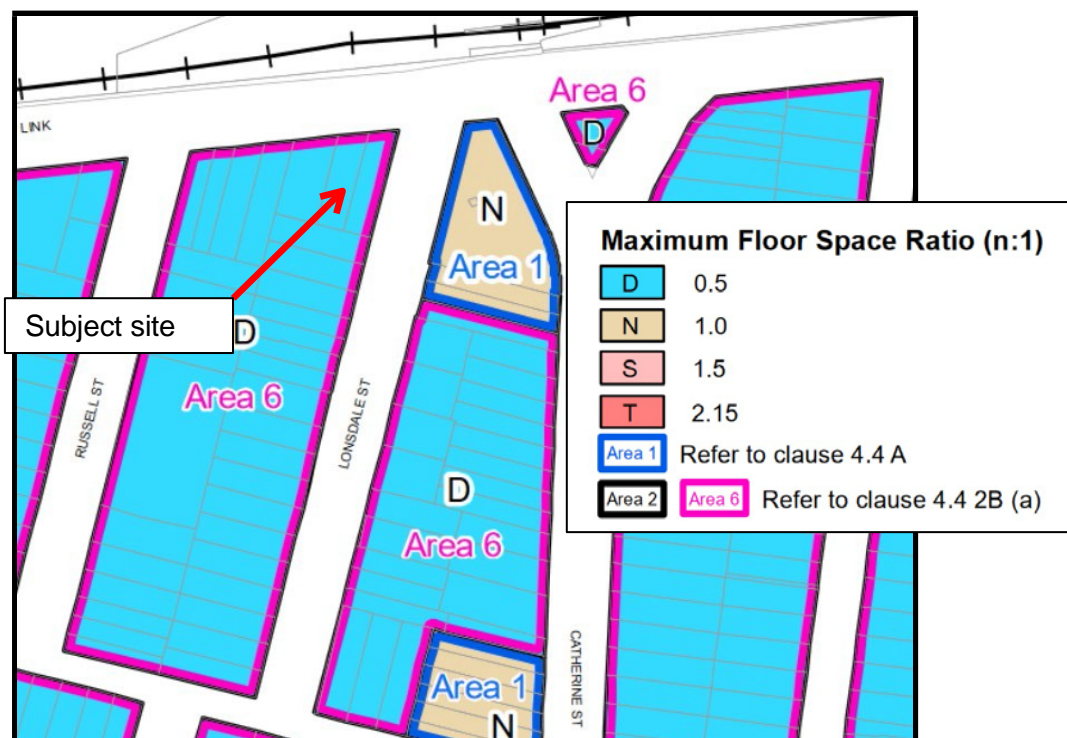 LINK
Area 6
D
N
Area 1
Subject site
D
Area 6
RUSSELL ST
LONSDALE ST
D
Area 6
Area 1
N
CATHERINE ST
Maximum Floor Space Ratio (n:1)
D 0.5
N 1.0
S 1.5
T 2.15
Area 1 Refer to clause 4.4 A
Area 2 Area 6 Refer to clause 4.4 2B (a)